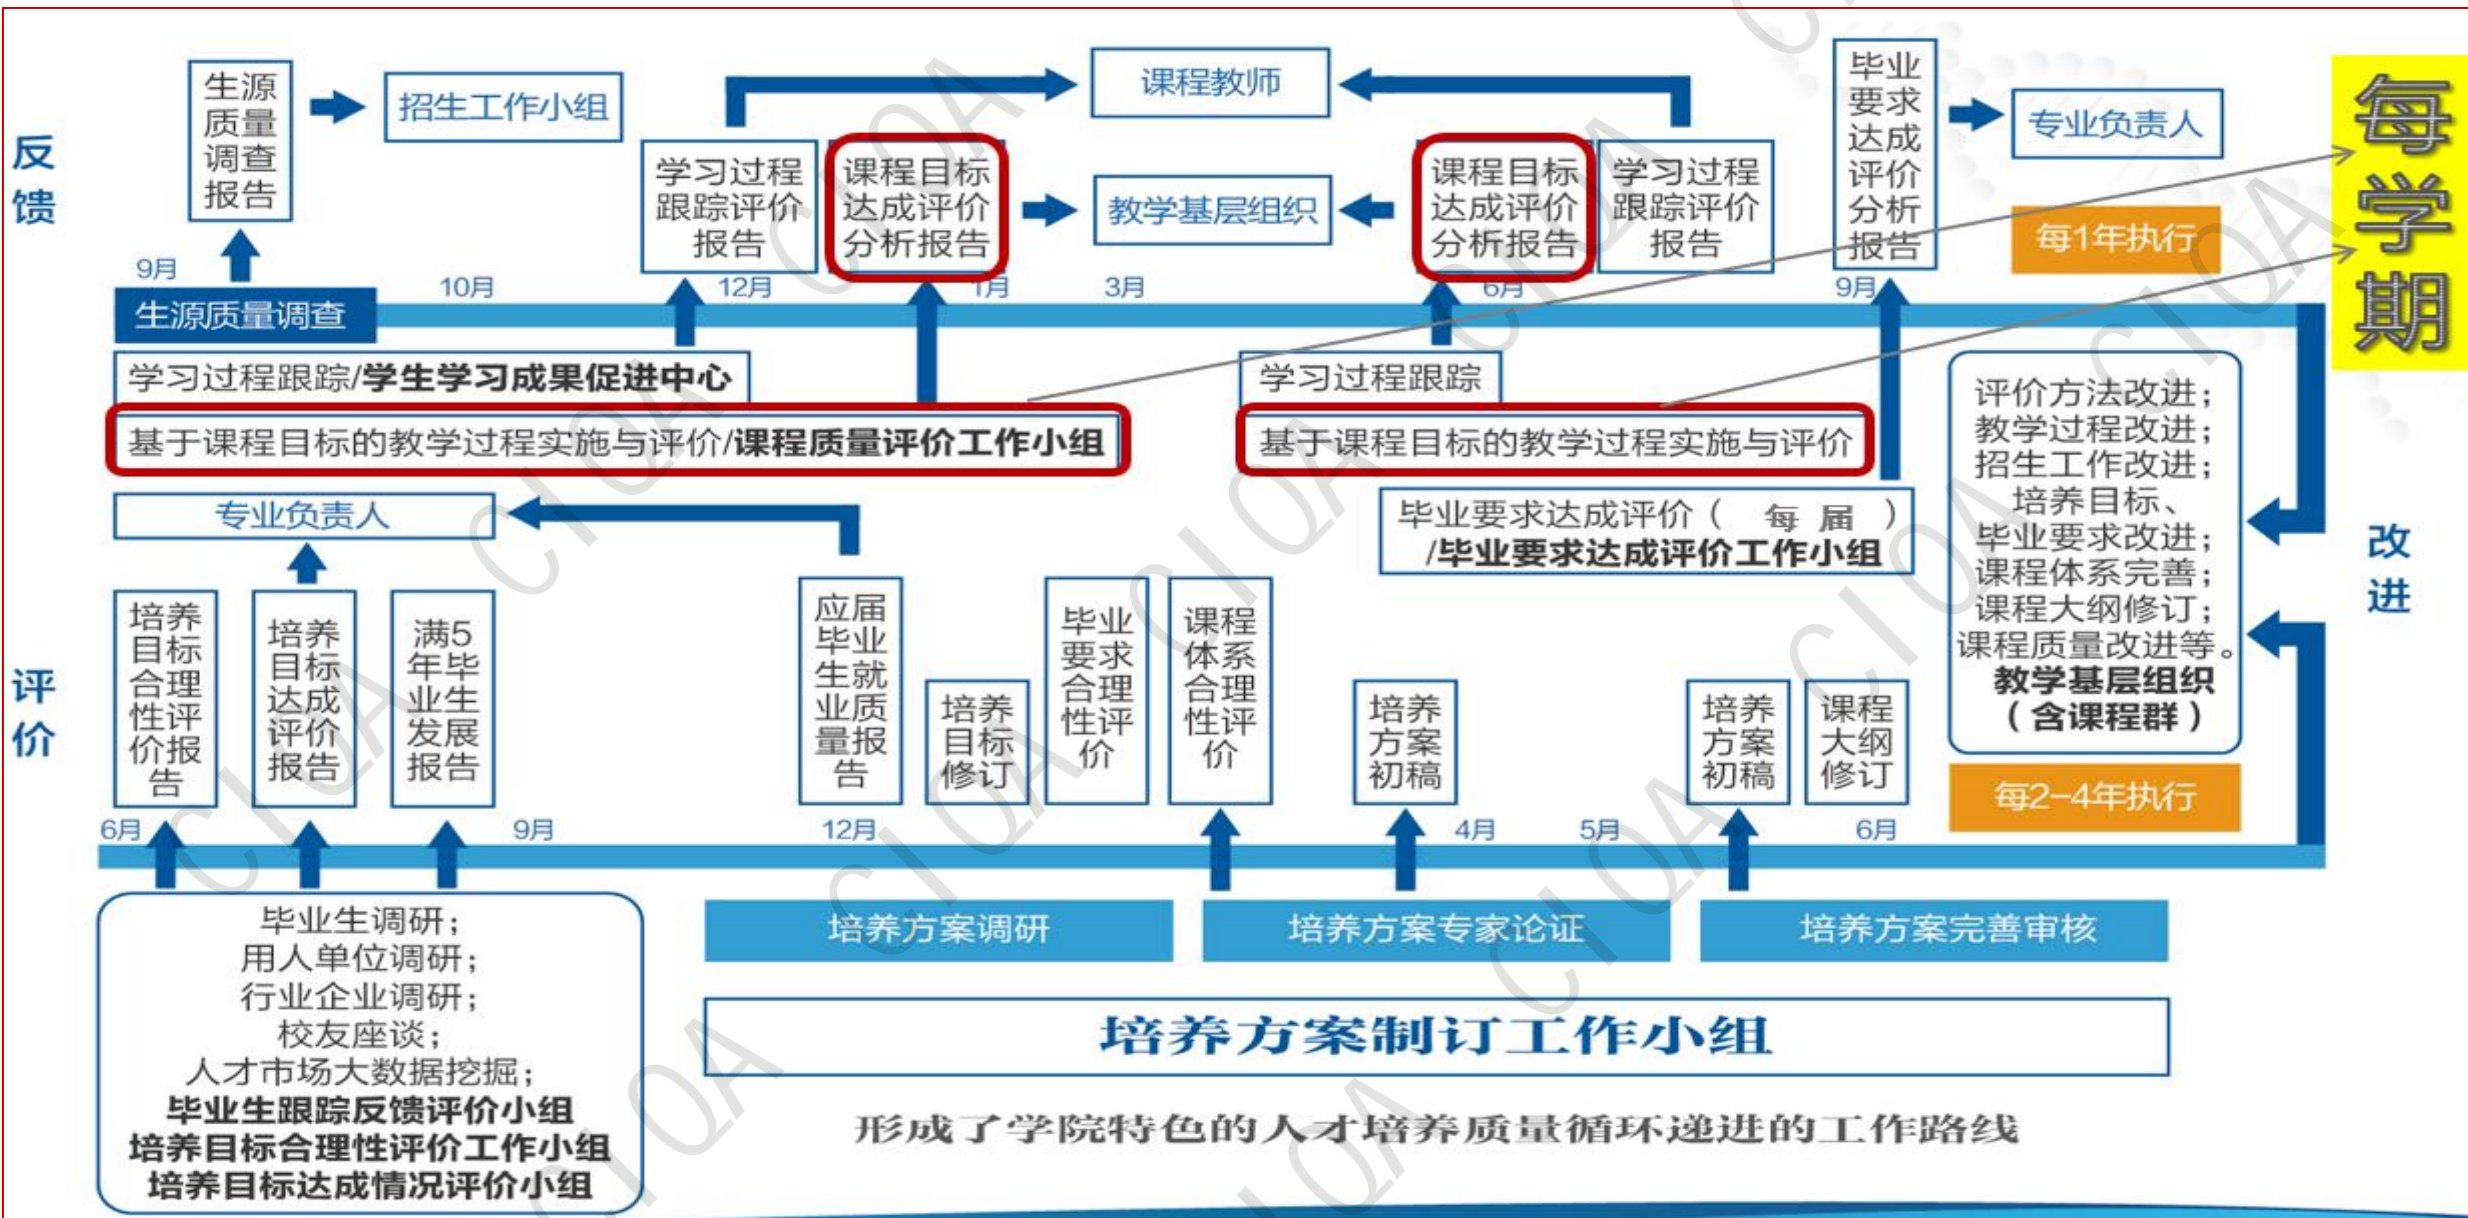 反
馈
生源
质量
调查
报告
招生工作小组
课程教师
学习过程
跟踪评价
报告
课程目标
达成评价
分析报告
教学基层组织
课程目标
达成评价
分析报告
学习过程
跟踪评价
报告
毕业
要求
达成
评价
分析
报告
专业负责人
每1年执行
每
学
期
9月
10月
12月
1月
3月
6月
9月
生源质量调查
学习过程跟踪/学生学习成果促进中心
基于课程目标的教学过程实施与评价/课程质量评价工作小组
学习过程跟踪
基于课程目标的教学过程实施与评价
毕业要求达成评价（ 每 届 ）
/毕业要求达成评价工作小组
评价方法改进；
教学过程改进；
招生工作改进；
培养目标、
毕业要求改进；
课程体系完善；
课程大纲修订；
课程质量改进等。
教学基层组织
（含课程群）
改
进
专业负责人
评
价
培养
目标
合理
性评
价报
告
培养
目标
达成
评价
报告
满5
年毕
业生
发展
报告
应届
毕业
生就
业质
量报
告
培养
目标
修订
毕业
要求
合理
性评
价
课程
体系
合理
性评
价
培养
方案
初稿
培养
方案
初稿
课程
大纲
修订
每2-4年执行
6月
9月
12月
4月
5月
6月
毕业生调研；
用人单位调研；
行业企业调研；
校友座谈；
人才市场大数据挖掘；
毕业生跟踪反馈评价小组
培养目标合理性评价工作小组
培养目标达成情况评价小组
培养方案调研
培养方案专家论证
培养方案完善审核
培养方案制订工作小组
形成了学院特色的人才培养质量循环递进的工作路线
CIQA
CIQA
CIQA
CIQA
CIQA
CIQA
CIQA
CIQA
CIQA
CIQA